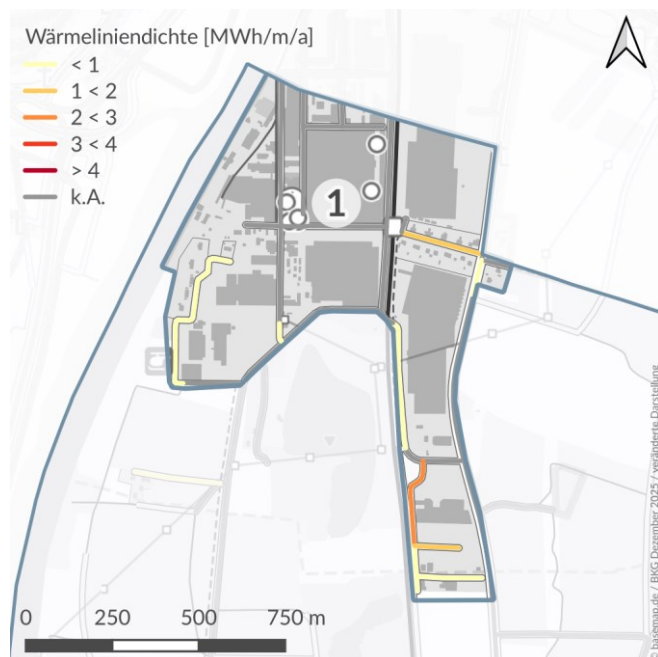 Wärmeliniendichte [MWh/m/a]
< 1
1 < 2
2 < 3
3 < 4
> 4
k.A.
1
0 250 500 750 m
© basemap.de / BKG Dezember 2025 / veränderte Darstellung